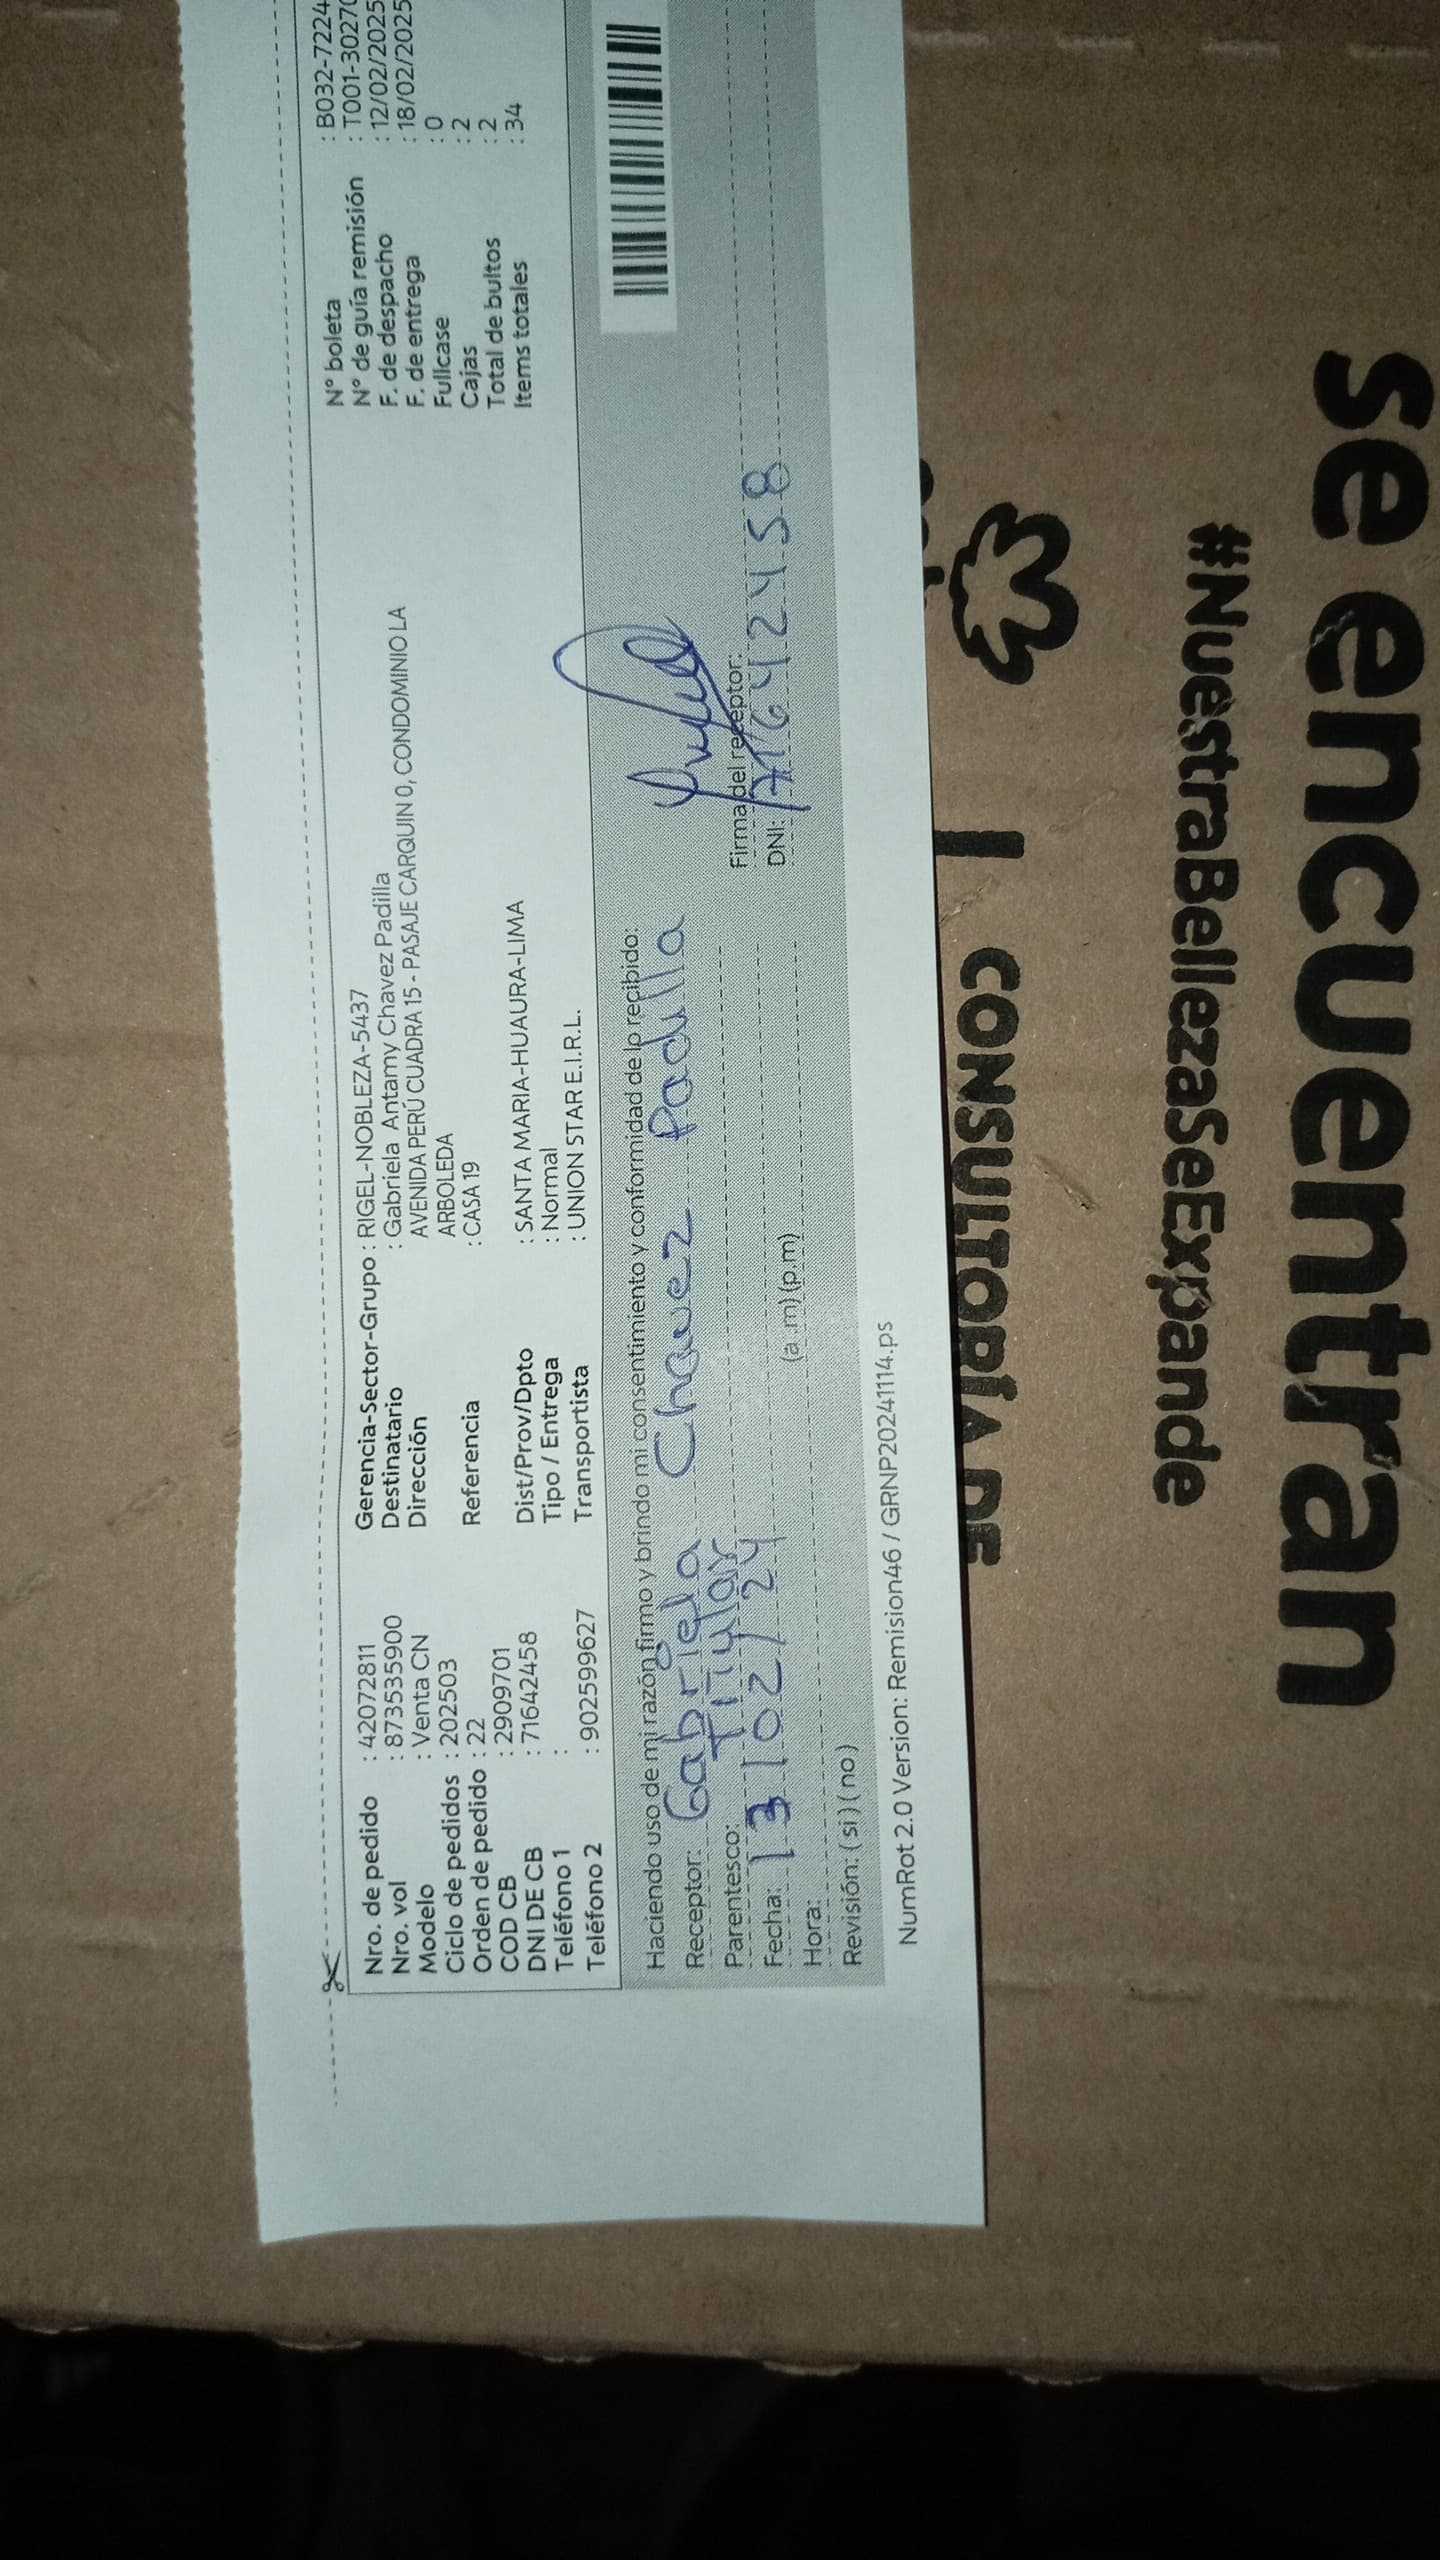 Nro. de pedido : 42072811
Nro. vol : 873535900
Modelo : Venta CN
Ciclo de pedidos : 202503
Orden de pedido : 22
COD CB : 2909701
DNI DE CB : 71642458
Teléfono 1 :
Teléfono 2 : 902599627
Gerencia-Sector-Grupo : RIGEL-NOBLEZA-5437
Destinatario : Gabriela Antamy Chavez Padilla
Dirección AVENIDA PERÚ CUADRA 15 - PASAJE CARQUIN 0, CONDOMINIO LA
ARBOLEDA
Referencia : CASA 19
Dist/Prov/Dpto : SANTA MARIA-HUAURA-LIMA
Tipo / Entrega : Normal
Transportista : UNION STAR E.I.R.L.
N° boleta : B032-7224
N° de guía remisión : T001-3027
F. de despacho : 12/02/2025
F. de entrega : 18/02/2025
Fullcase : 0
Cajas : 2
Total de bultos : 2
Items totales : 34
Haciendo uso de mi razón firmo y brindo mi consentimiento y conformidad de lo recibido:
Receptor: Gabriela Chavez Padilla
Parentesco: Titular
Firma del receptor:
Fecha: 13/02/24
DNI: 71642458
Hora: (a.m) (p.m)
Revisión: ( si ) ( no )
NumRot 2.0 Version: Remision46 / GRNP20241114.ps
CONSULTORÍA DE
#NuestraBellezaSeExpande
se encuentran